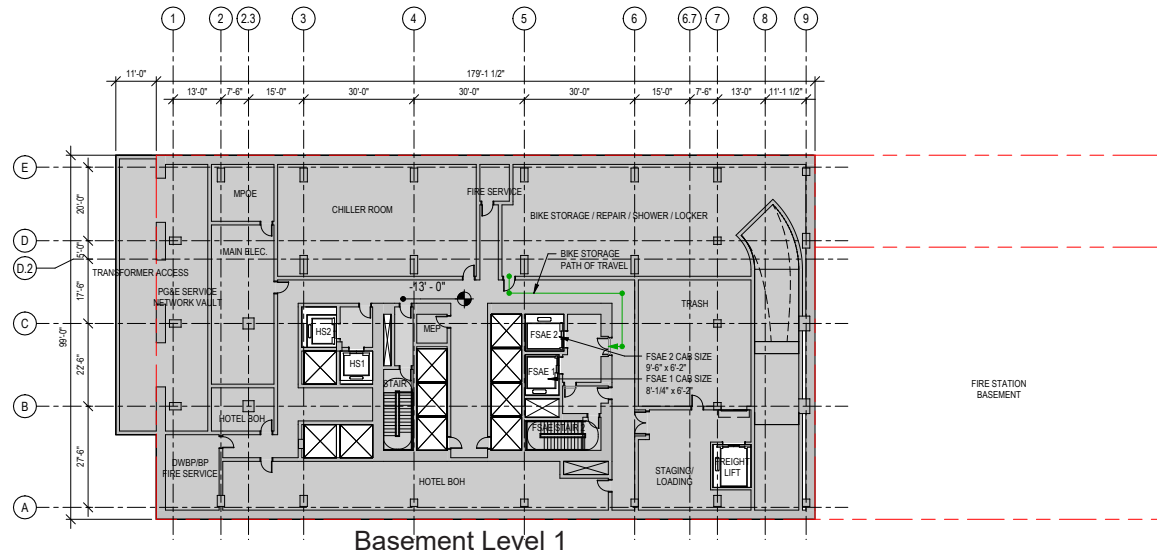 1
2
2.3
3
4
5
6
6.7
7
8
9
11'-0"
179'-1 1/2"
13'-0"
7'-6"
15'-0"
30'-0"
30'-0"
30'-0"
15'-0"
7'-6"
13'-0"
11'-1 1/2"
E
D
D.2
C
B
A
99'-0"
20'-0"
5'-0"
17'-6"
22'-6"
27'-6"
MPOE
CHILLER ROOM
FIRE SERVICE
BIKE STORAGE / REPAIR / SHOWER / LOCKER
MAIN ELEC.
BIKE STORAGE
PATH OF TRAVEL
TRANSFORMER ACCESS
PG&E SERVICE
NETWORK VAULT
-13' - 0"
TRASH
HS2
MEP
FSAE 2
HS1
FSAE 1
FSAE 2 CAB SIZE
9'-6" x 6'-2"
FSAE 1 CAB SIZE
8'-1/4" x 6'-2"
STAIR
FIRE STATION
BASEMENT
HOTEL BOH
FSAE STAIR 2
DWBP/BP
FIRE SERVICE
HOTEL BOH
STAGING/
LOADING
FREIGHT
LIFT
Basement Level 1